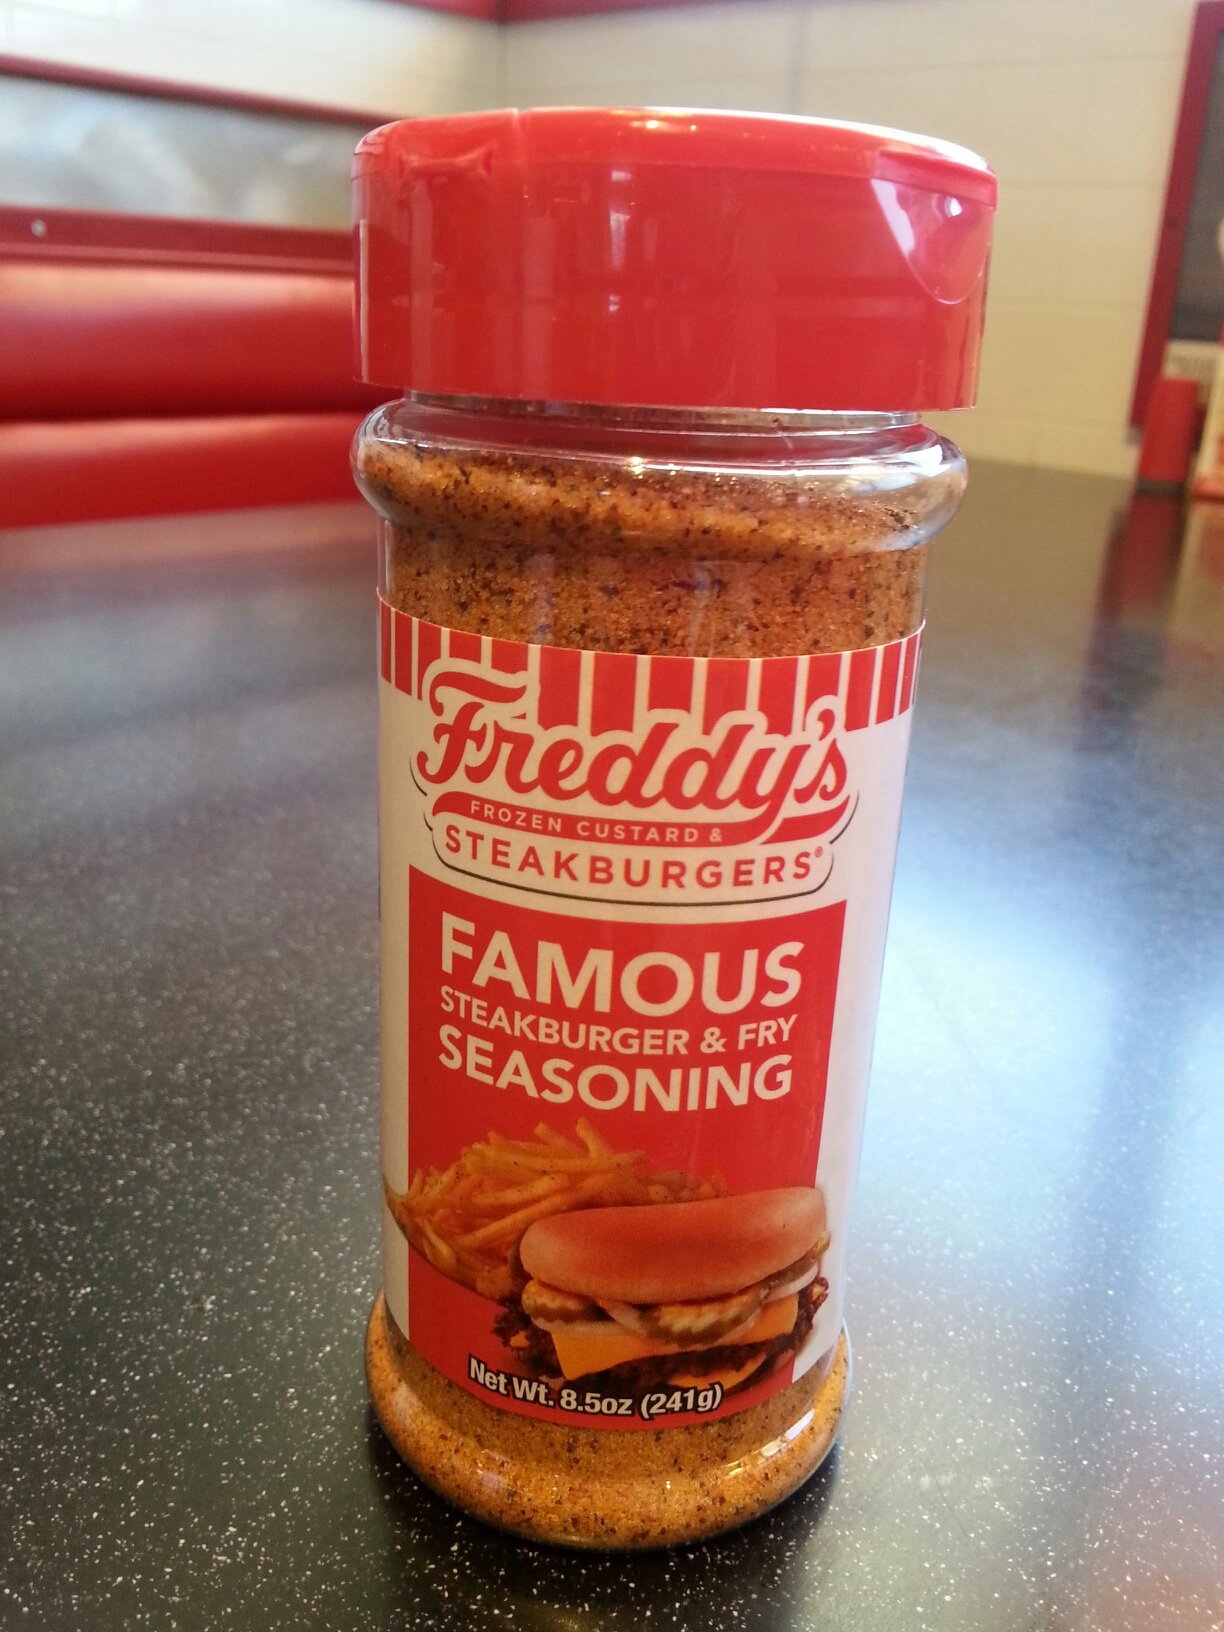 Freddy's
FROZEN CUSTARD &
STEAKBURGERS®
FAMOUS
STEAKBURGER & FRY
SEASONING
Net Wt. 8.5oz (241g)